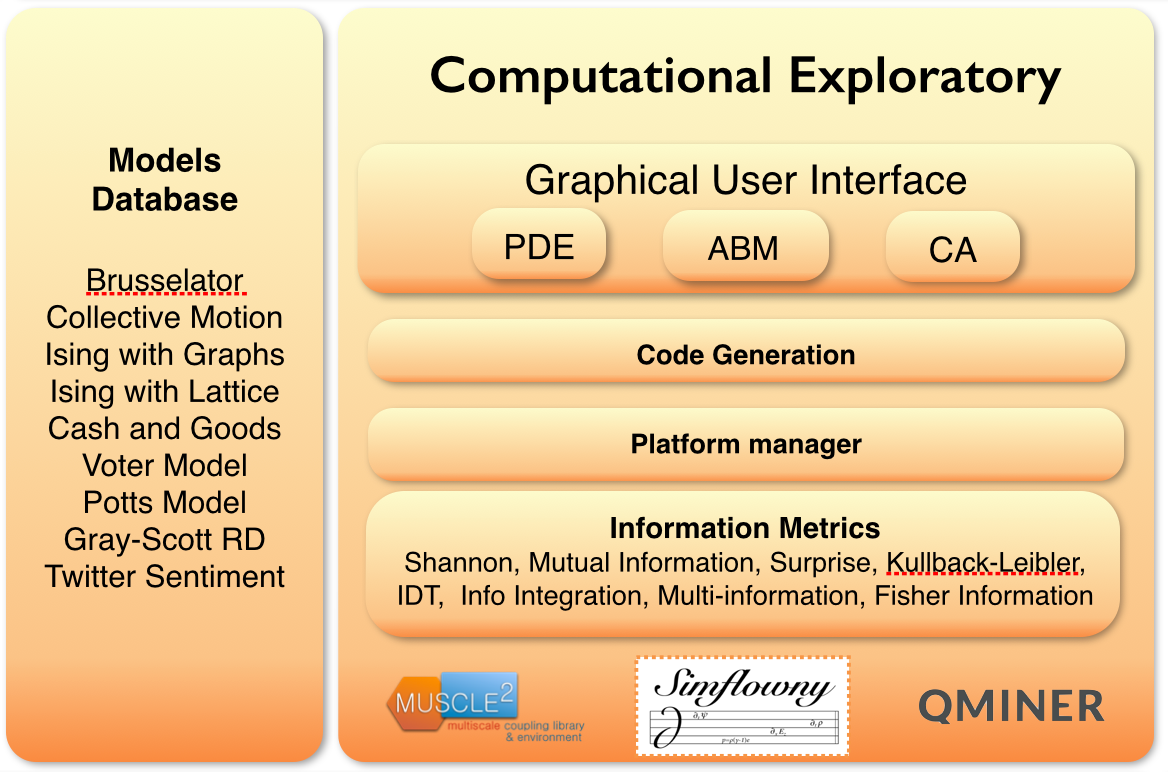 Models
Database
Brusselator
Collective Motion
Ising with Graphs
Ising with Lattice
Cash and Goods
Voter Model
Potts Model
Gray-Scott RD
Twitter Sentiment
Computational Exploratory
Graphical User Interface
PDE
ABM
CA
Code Generation
Platform manager
Information Metrics
Shannon, Mutual Information, Surprise, Kullback-Leibler,
IDT, Info Integration, Multi-information, Fisher Information
MUSCLE2
multiscale coupling library
& environment
Simflowny
QMINER